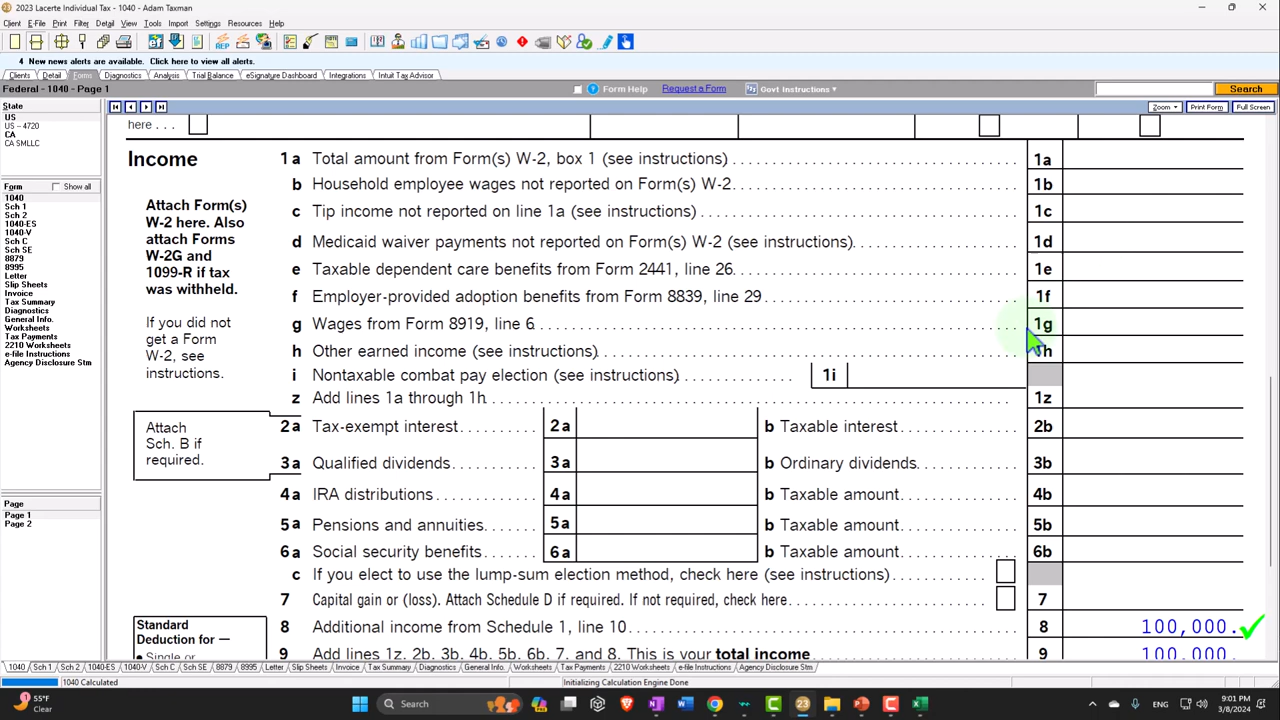 2023 Lacerte Individual Tax - 1040 - Adam Taxman
Client E-File Print Filter Detail View Tools Import Settings Resources Help
REP
4 New news alerts are available. Click here to view all alerts.
Clients Detail Forms Diagnostics Analysis Trial Balance eSignature Dashboard Integrations Intuit Tax Advisor
Federal - 1040 - Page 1
Form Help Request a Form Govt Instructions Search
Zoom Print Form Full Screen
State
US
US - 4720
CA
CA SMLLC
Form Show all
1040
Sch 1
Sch 2
1040-ES
1040-V
Sch C
Sch SE
8879
8995
Letter
Slip Sheets
Invoice
Tax Summary
Diagnostics
General Info.
Worksheets
Tax Payments
2210 Worksheets
e-file Instructions
Agency Disclosure Stm
Page
Page 1
Page 2
here . . .
Income
Attach Form(s)
W-2 here. Also
attach Forms
W-2G and
1099-R if tax
was withheld.
If you did not
get a Form
W-2, see
instructions.
1a Total amount from Form(s) W-2, box 1 (see instructions) 1a
b Household employee wages not reported on Form(s) W-2 1b
c Tip income not reported on line 1a (see instructions) 1c
d Medicaid waiver payments not reported on Form(s) W-2 (see instructions) 1d
e Taxable dependent care benefits from Form 2441, line 26 1e
f Employer-provided adoption benefits from Form 8839, line 29 1f
g Wages from Form 8919, line 6 1g
h Other earned income (see instructions) 1h
i Nontaxable combat pay election (see instructions) 1i
z Add lines 1a through 1h 1z
Attach
Sch. B if
required.
2a Tax-exempt interest 2a b Taxable interest 2b
3a Qualified dividends 3a b Ordinary dividends 3b
4a IRA distributions 4a b Taxable amount 4b
5a Pensions and annuities 5a b Taxable amount 5b
6a Social security benefits 6a b Taxable amount 6b
c If you elect to use the lump-sum election method, check here (see instructions)
7 Capital gain or (loss). Attach Schedule D if required. If not required, check here 7
Standard
Deduction for —
• Single or
8 Additional income from Schedule 1, line 10 8 100,000.
9 Add lines 1z, 2b, 3b, 4b, 5b, 6b, 7, and 8. This is your total income 9 100,000.
1040 Sch 1 Sch 2 1040-ES 1040-V Sch C Sch SE 8879 8995 Letter Slip Sheets Invoice Tax Summary Diagnostics General Info. Worksheets Tax Payments 2210 Worksheets e-file Instructions Agency Disclosure Stm
1040 Calculated Initializing Calculation Engine Done
55°F
Clear
Search
23
9:01 PM
3/8/2024